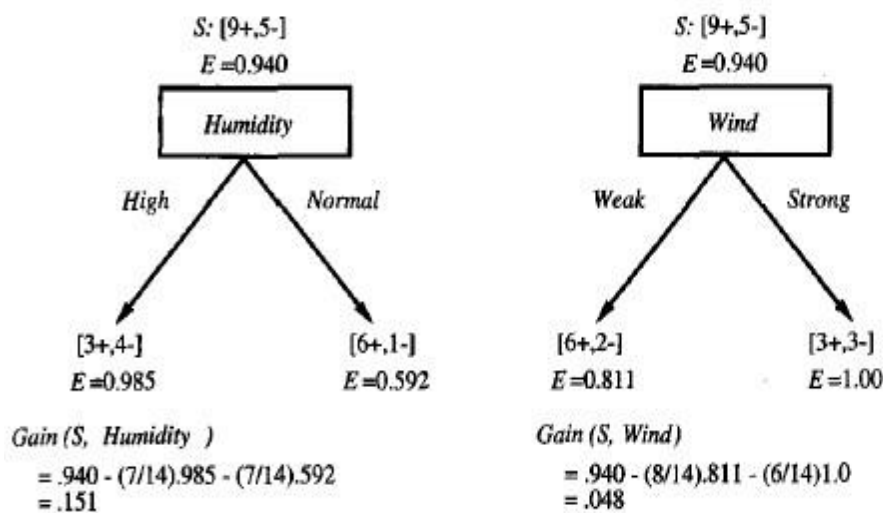 S: [9+,5-]
E =0.940
Humidity
High
Normal
[3+,4-]
E =0.985
[6+,1-]
E =0.592
Gain (S, Humidity )
= .940 - (7/14).985 - (7/14).592
= .151
S: [9+,5-]
E =0.940
Wind
Weak
Strong
[6+,2-]
E =0.811
[3+,3-]
E =1.00
Gain (S, Wind)
= .940 - (8/14).811 - (6/14)1.0
= .048